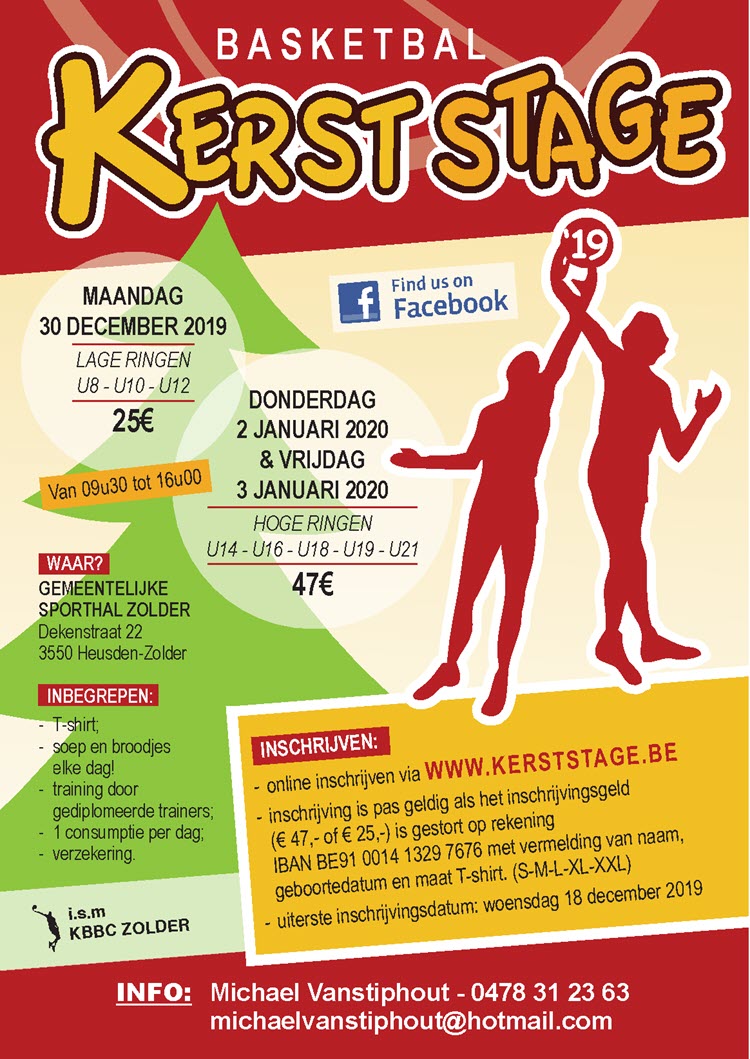 BASKETBAL
KERSTSTAGE
'19
Find us on
Facebook
MAANDAG
30 DECEMBER 2019
LAGE RINGEN
U8 - U10 - U12
25€
DONDERDAG
2 JANUARI 2020
& VRIJDAG
3 JANUARI 2020
HOGE RINGEN
U14 - U16 - U18 - U19 - U21
47€
Van 09u30 tot 16u00
WAAR?
GEMEENTELIJKE
SPORTHAL ZOLDER
Dekenstraat 22
3550 Heusden-Zolder
INBEGREPEN:
- T-shirt;
- soep en broodjes
elke dag!
- training door
gediplomeerde trainers;
- 1 consumptie per dag;
- verzekering.
i.s.m
KBBC ZOLDER
INSCHRIJVEN:
- online inschrijven via WWW.KERSTSTAGE.BE
- inschrijving is pas geldig als het inschrijvingsgeld
(€ 47,- of € 25,-) is gestort op rekening
IBAN BE91 0014 1329 7676 met vermelding van naam,
geboortedatum en maat T-shirt. (S-M-L-XL-XXL)
- uiterste inschrijvingsdatum: woensdag 18 december 2019
INFO: Michael Vanstiphout - 0478 31 23 63
michaelvanstiphout@hotmail.com